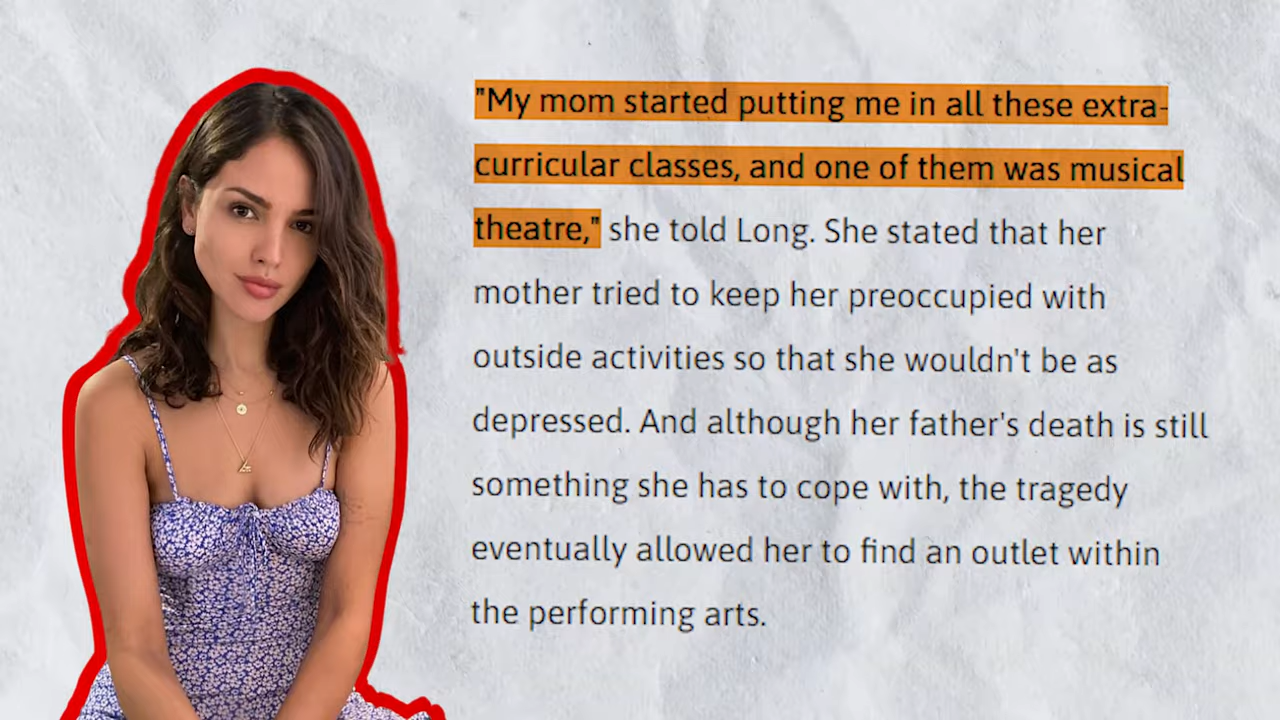 "My mom started putting me in all these extra-
curricular classes, and one of them was musical
theatre," she told Long. She stated that her
mother tried to keep her preoccupied with
outside activities so that she wouldn't be as
depressed. And although her father's death is still
something she has to cope with, the tragedy
eventually allowed her to find an outlet within
the performing arts.